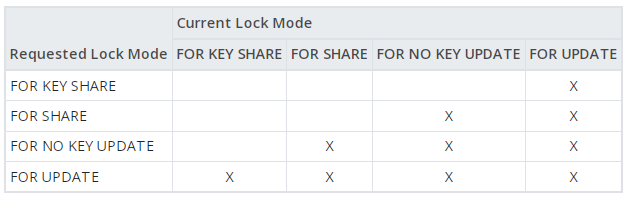 Current Lock Mode
Requested Lock Mode FOR KEY SHARE FOR SHARE FOR NO KEY UPDATE FOR UPDATE
FOR KEY SHARE X
FOR SHARE X X
FOR NO KEY UPDATE X X X
FOR UPDATE X X X X